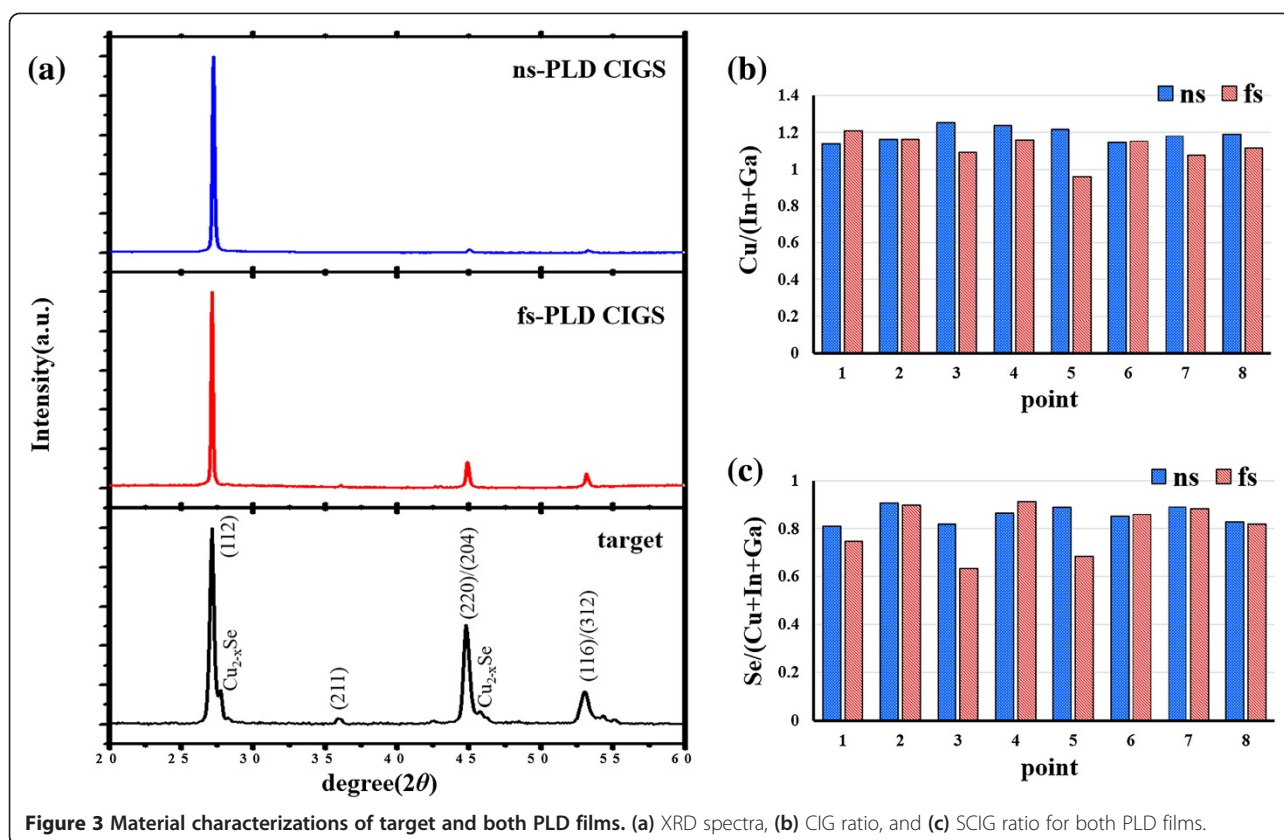 (a)
ns-PLD CIGS
fs-PLD CIGS
target
(112)
Cu2-xSe
(211)
(220)/(204)
Cu2-xSe
(116)/(312)
Intensity(a.u.)
20 25 30 35 40 45 50 55 60
degree(2θ)
(b)
ns fs
Cu/(In+Ga)
1.4
1.2
1
0.8
0.6
0.4
0.2
0
1 2 3 4 5 6 7 8
point
(c)
ns fs
Se/(Cu+In+Ga)
1
0.8
0.6
0.4
0.2
0
1 2 3 4 5 6 7 8
point
Figure 3 Material characterizations of target and both PLD films. (a) XRD spectra, (b) CIG ratio, and (c) SCIG ratio for both PLD films.